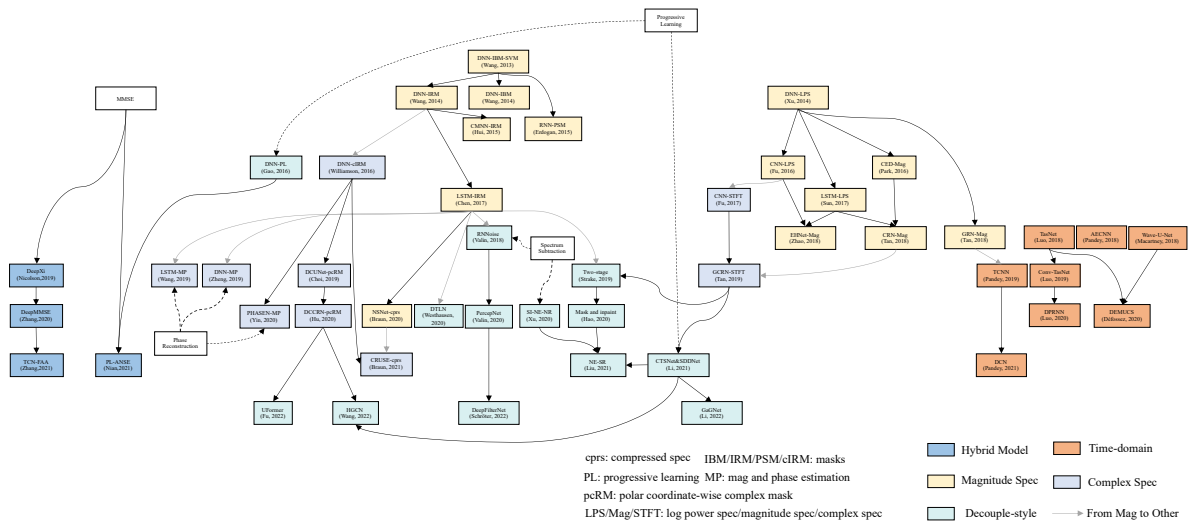 Progressive
Learning
DNN-IBM-SVM
(Wang, 2013)
MMSE
DNN-IRM
(Wang, 2014)
DNN-IBM
(Wang, 2014)
DNN-LPS
(Xu, 2014)
CMNN-IRM
(Hui, 2015)
RNN-PSM
(Erdogan, 2015)
DNN-PL
(Gao, 2016)
DNN-cIRM
(Williamson, 2016)
CNN-LPS
(Fu, 2016)
CED-Mag
(Park, 2016)
LSTM-IRM
(Chen, 2017)
CNN-STFT
(Fu, 2017)
LSTM-LPS
(Sun, 2017)
RNNoise
(Valin, 2018)
Spectrum
Subtraction
EHNet-Mag
(Zhao, 2018)
CRN-Mag
(Tan, 2018)
GRN-Mag
(Tan, 2018)
TasNet
(Luo, 2018)
AECNN
(Pandey, 2018)
Wave-U-Net
(Macartney, 2018)
DeepXi
(Nicolson,2019)
LSTM-MP
(Wang, 2019)
DNN-MP
(Zheng, 2019)
DCUNet-pcRM
(Choi, 2019)
Two-stage
(Strake, 2019)
GCRN-STFT
(Tan, 2019)
TCNN
(Pandey, 2019)
Conv-TasNet
(Luo, 2019)
DeepMMSE
(Zhang,2020)
PHASEN-MP
(Yin, 2020)
DCCRN-pcRM
(Hu, 2020)
NSNet-cprs
(Braun, 2020)
DTLN
(Westhausen,
2020)
PercepNet
(Valin, 2020)
SI-NE-NR
(Xu, 2020)
Mask and inpaint
(Hao, 2020)
DPRNN
(Luo, 2020)
DEMUCS
(Défossez, 2020)
Phase
Reconstruction
TCN-FAA
(Zhang,2021)
PL-ANSE
(Nian,2021)
CRUSE-cprs
(Braun, 2021)
NE-SR
(Liu, 2021)
CTSNet&SDDNet
(Li, 2021)
DCN
(Pandey, 2021)
UFormer
(Fu, 2022)
HGCN
(Wang, 2022)
DeepFilterNet
(Schröter, 2022)
GaGNet
(Li, 2022)
cprs: compressed spec IBM/IRM/PSM/cIRM: masks
PL: progressive learning MP: mag and phase estimation
pcRM: polar coordinate-wise complex mask
LPS/Mag/STFT: log power spec/magnitude spec/complex spec
Hybrid Model
Time-domain
Magnitude Spec
Complex Spec
Decouple-style
From Mag to Other